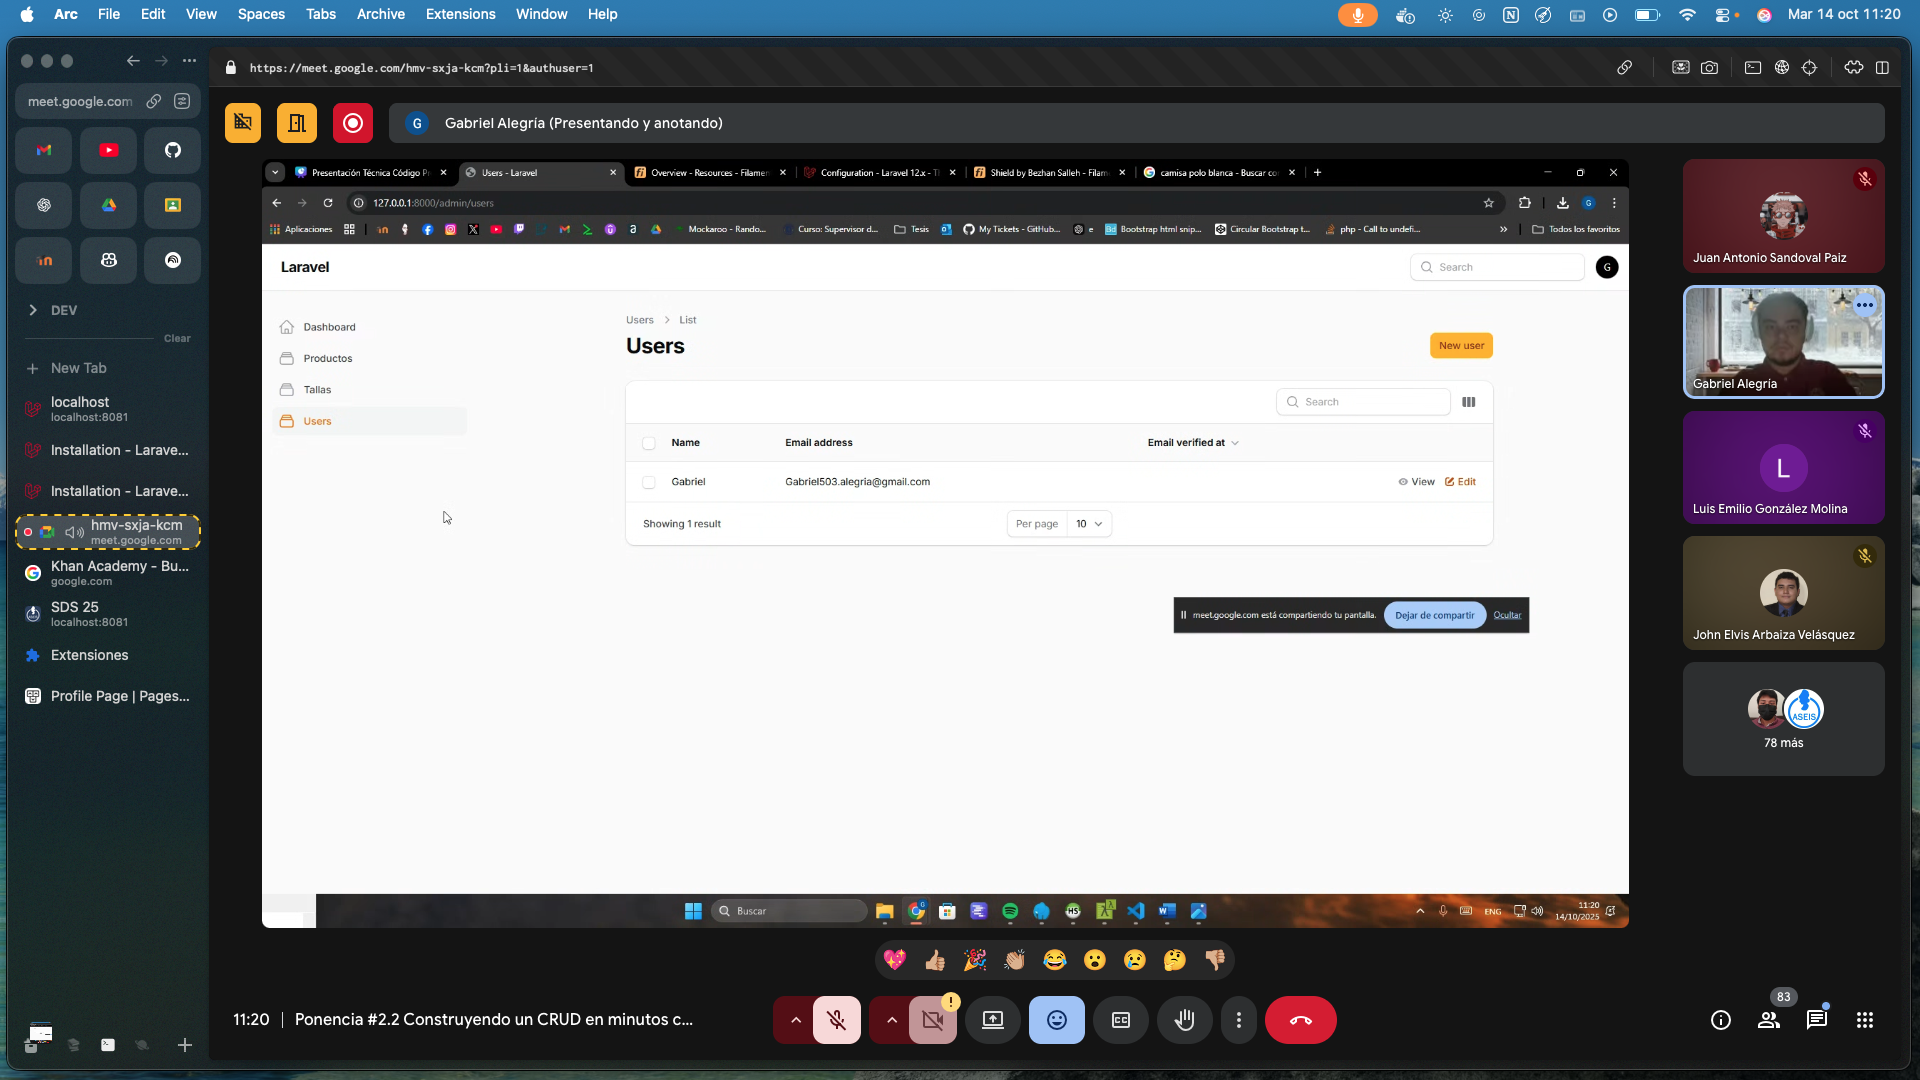 Arc File Edit View Spaces Tabs Archive Extensions Window Help
Mar 14 oct 11:20
https://meet.google.com/hmv-sxja-kcm?pli=1&authuser=1
meet.google.com
DEV
Clear
New Tab
localhost
localhost:8081
Installation - Larave...
Installation - Larave...
hmv-sxja-kcm
meet.google.com
Khan Academy - Bu...
google.com
SDS 25
localhost:8081
Extensiones
Profile Page | Pages...
G Gabriel Alegría (Presentando y anotando)
Presentación Técnica Código P
Users - Laravel
Overview - Resources - Filamen
Configuration - Laravel 12.x - T
Shield by Bezhan Salleh - Filam
camisa polo blanca - Buscar co
127.0.0.1:8000/admin/users
Aplicaciones
Mockaroo - Rando...
Curso: Supervisor d...
Tesis
My Tickets - GitHub...
e
Bootstrap html snip...
Circular Bootstrap t...
php - Call to undefi...
Todos los favoritos
Laravel
Search
G
Dashboard
Productos
Tallas
Users
Users > List
Users
New user
Search
Name Email address Email verified at
Gabriel Gabriel503.alegria@gmail.com View Edit
Showing 1 result
Per page 10
meet.google.com está compartiendo tu pantalla. Dejar de compartir Ocultar
Buscar
ENG
11:20
14/10/2025
Juan Antonio Sandoval Paiz
Gabriel Alegría
L
Luis Emilio González Molina
John Elvis Arbaiza Velásquez
ASEIS
78 más
11:20 | Ponencia #2.2 Construyendo un CRUD en minutos c...
83